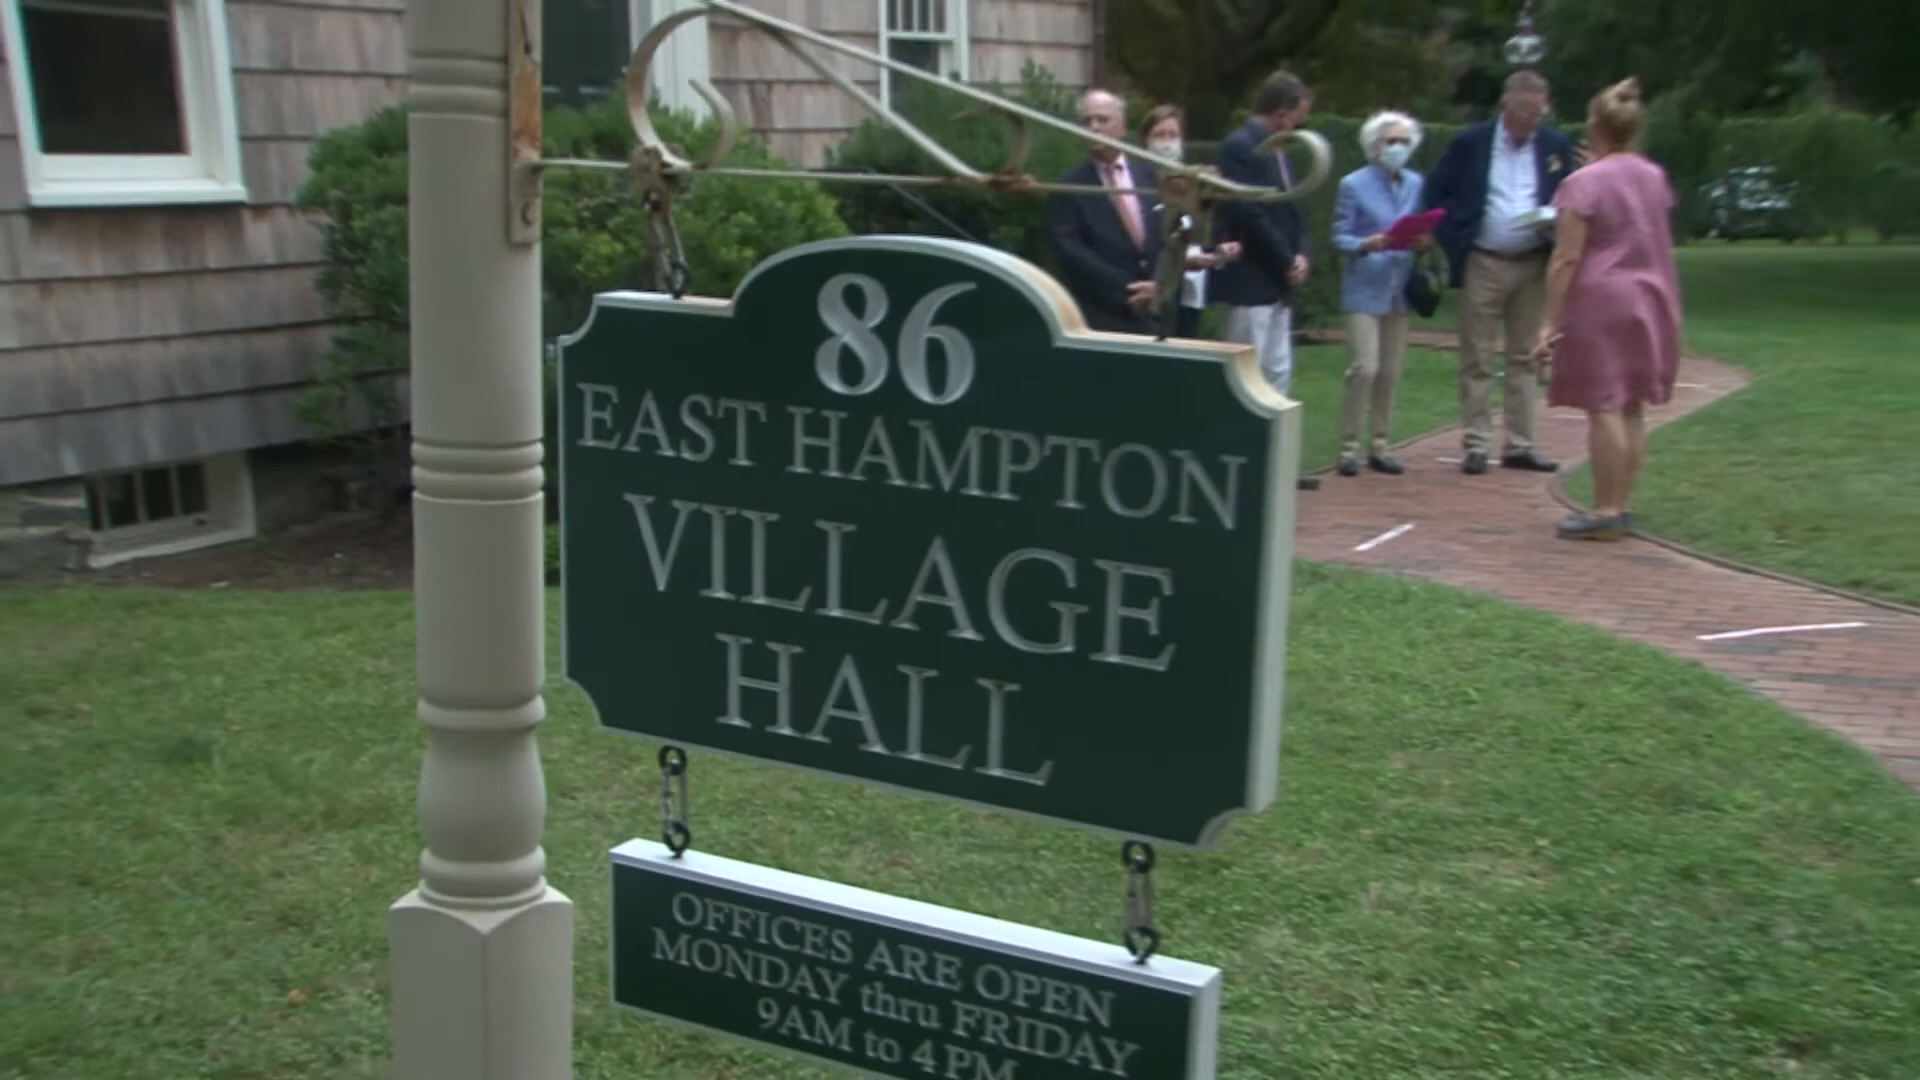 86
EAST HAMPTON
VILLAGE
HALL
OFFICES ARE OPEN
MONDAY thru FRIDAY
9AM to 4 PM